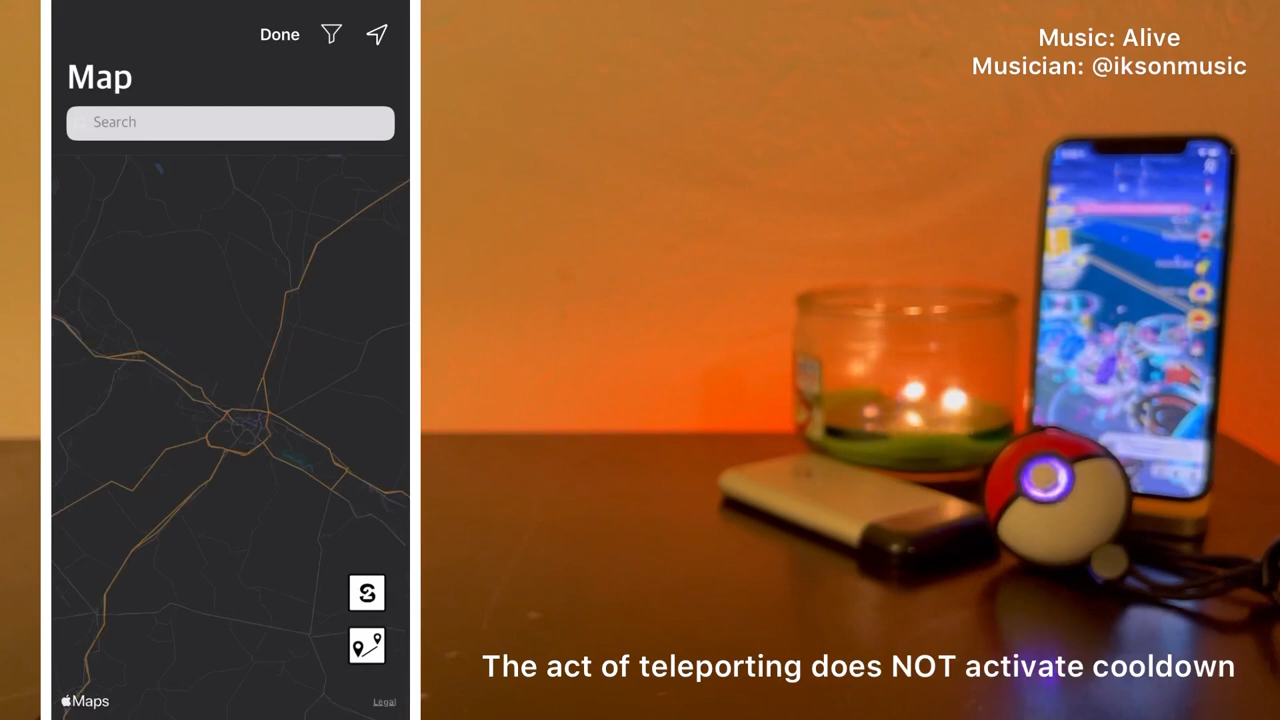 Done
Map
Search
Maps
Legal
Music: Alive
Musician: @iksonmusic
The act of teleporting does NOT activate cooldown